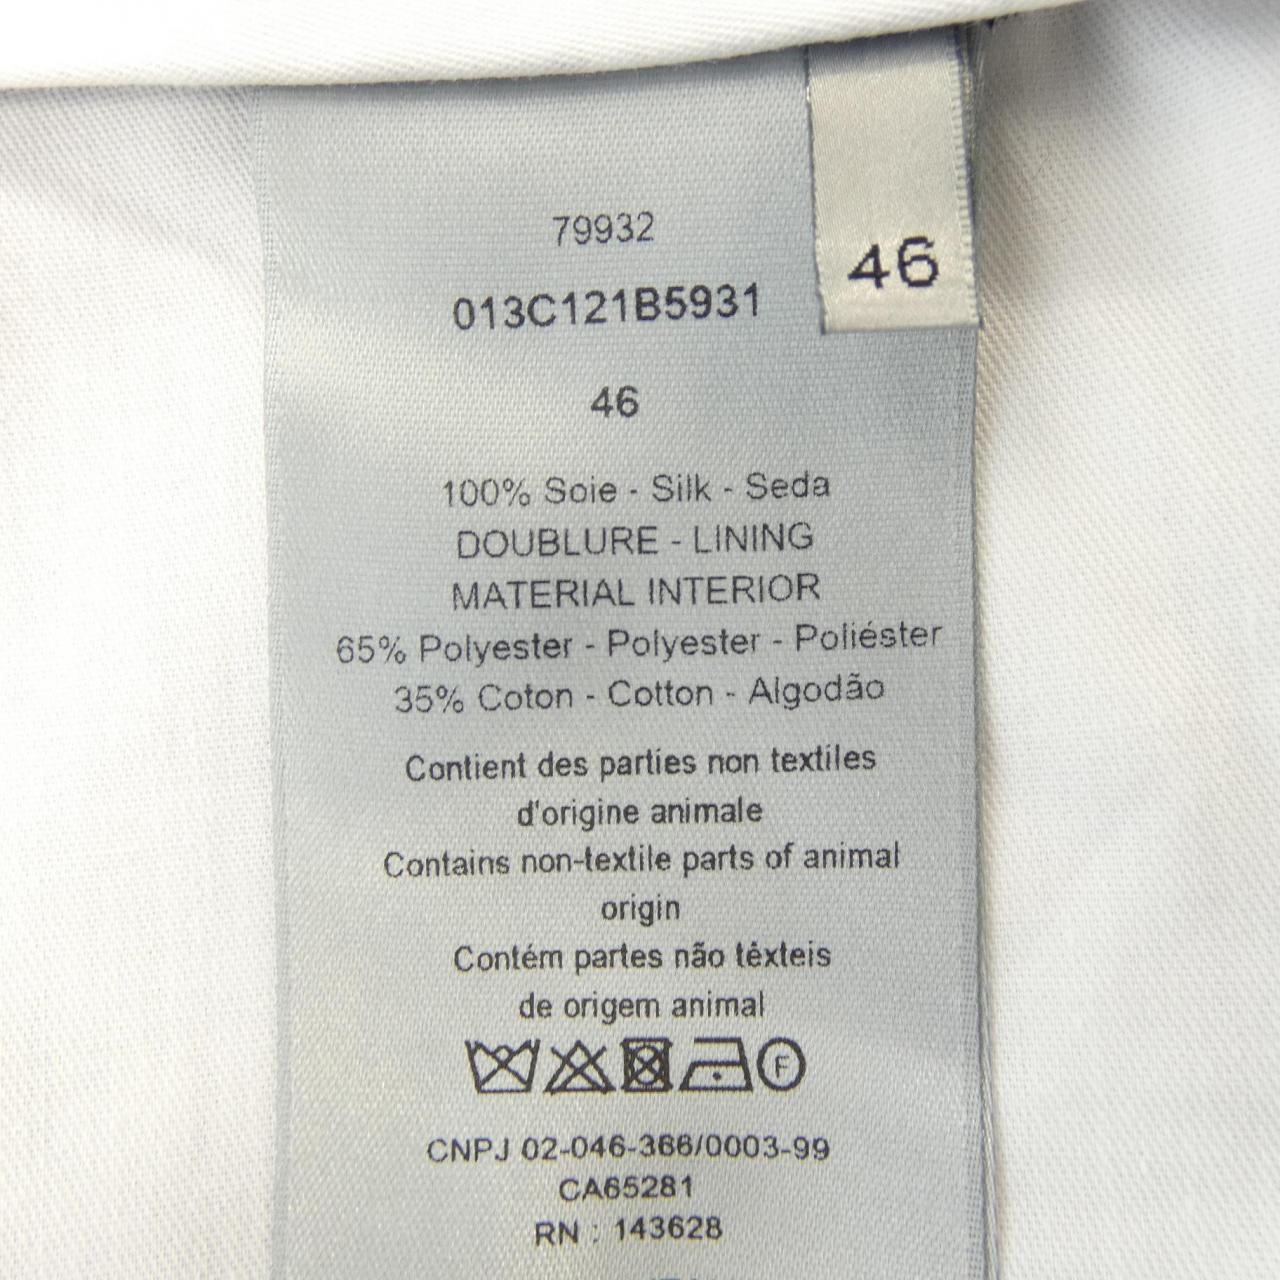 79932
46
013C121B5931
46
100% Soie - Silk - Seda
DOUBLURE - LINING
MATERIAL INTERIOR
65% Polyester - Polyester - Poliéster
35% Coton - Cotton - Algodão
Contient des parties non textiles
d'origine animale
Contains non-textile parts of animal
origin
Contém partes não têxteis
de origem animal
F
CNPJ 02-046-366/0003-99
CA65281
RN : 143628